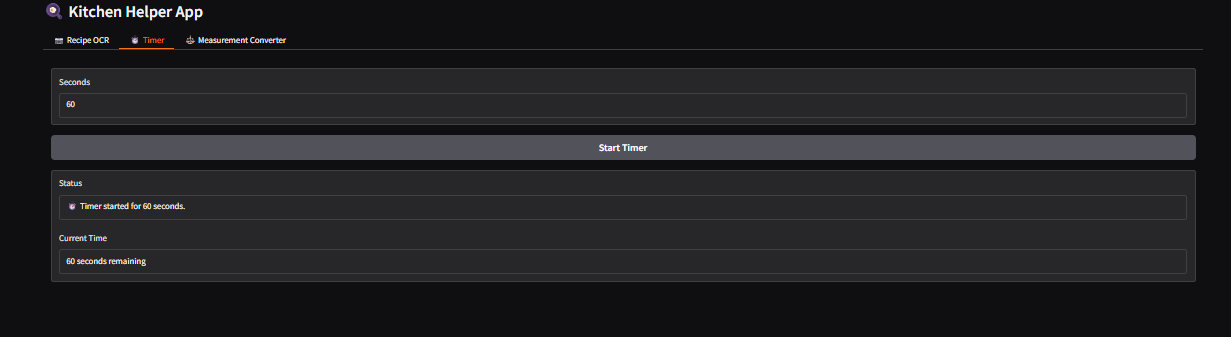 Kitchen Helper App
Recipe OCR Timer Measurement Converter
Seconds
60
Start Timer
Status
Timer started for 60 seconds.
Current Time
60 seconds remaining